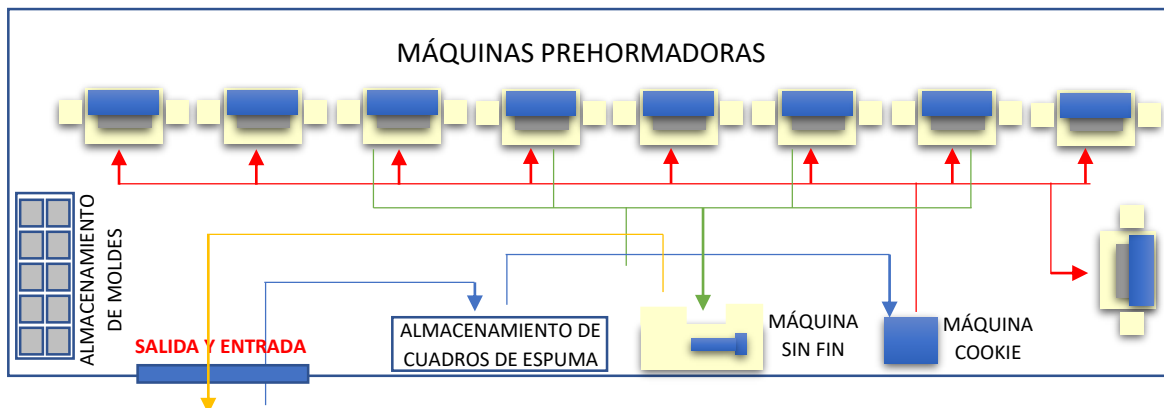 MÁQUINAS PREHORMADORAS
ALMACENAMIENTO
DE MOLDES
SALIDA Y ENTRADA
ALMACENAMIENTO DE
CUADROS DE ESPUMA
MÁQUINA
SIN FIN
MÁQUINA
COOKIE